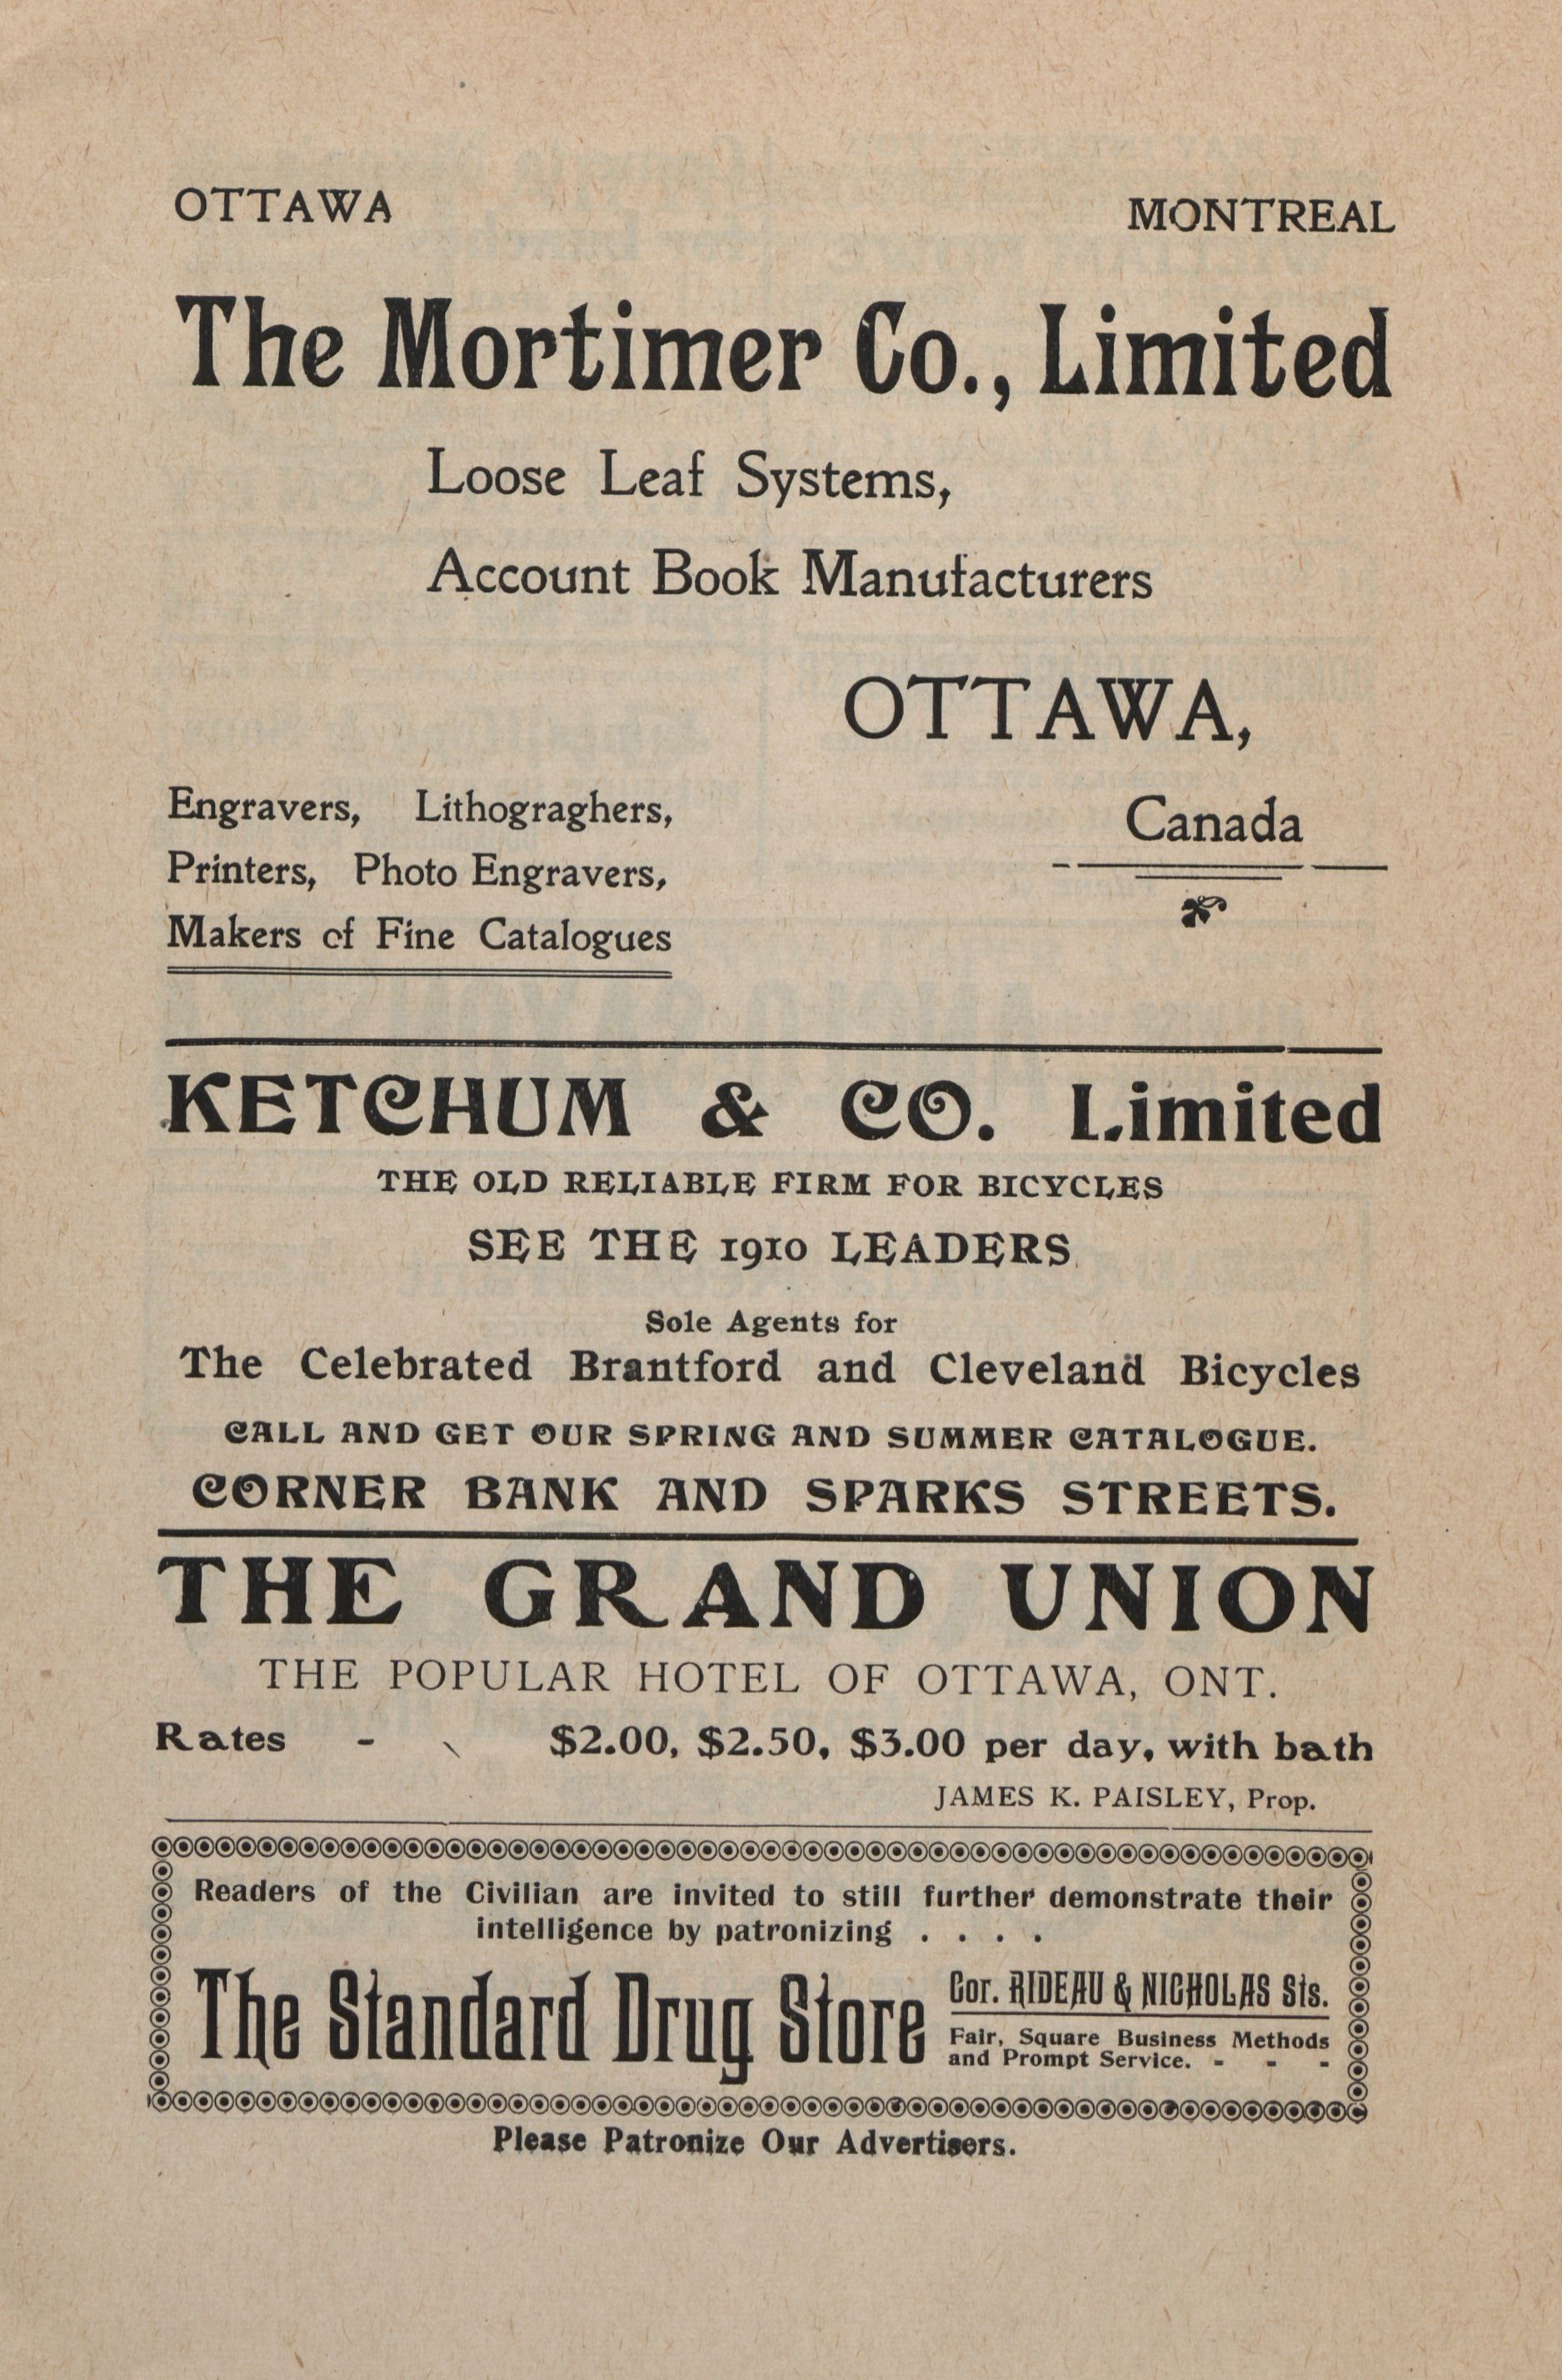 OTTAWA MONTREAL
The Mortimer Co., Limited
Loose Leaf Systems,
Account Book Manufacturers
OTTAWA,
Canada
Engravers, Lithograghers,
Printers, Photo Engravers,
Makers of Fine Catalogues
KETCHUM & CO. Limited
THE OLD RELIABLE FIRM FOR BICYCLES
SEE THE 1910 LEADERS
Sole Agents for
The Celebrated Brantford and Cleveland Bicycles
CALL AND GET OUR SPRING AND SUMMER CATALOGUE.
CORNER BANK AND SPARKS STREETS.
THE GRAND UNION
THE POPULAR HOTEL OF OTTAWA, ONT.
Rates - \ $2.00, $2.50, $3.00 per day, with bath
JAMES K. PAISLEY, Prop.
Readers of the Civilian are invited to still further demonstrate their
intelligence by patronizing . . . .
The Standard Drug Store
Cor. RIDEAU & NICHOLAS Sts.
Fair, Square Business Methods
and Prompt Service. - - -
Please Patronize Our Advertisers.